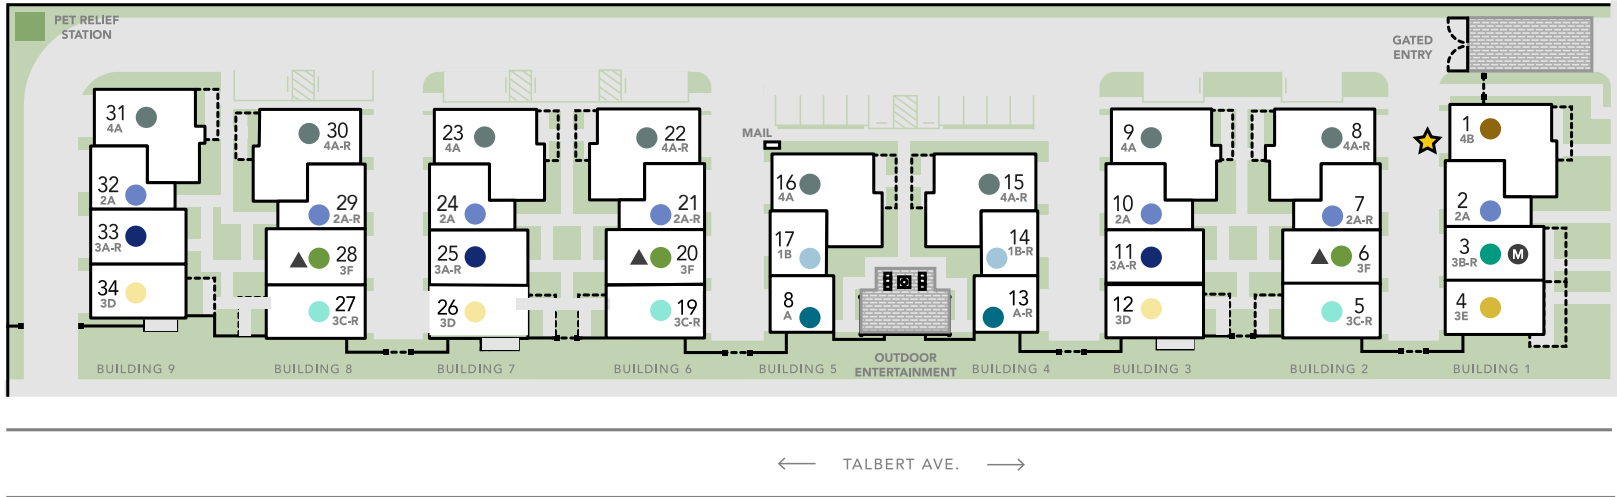 PET RELIEF
STATION
GATED
ENTRY
MAIL
31
4A
32
2A
33
3A-R
34
3D
BUILDING 9
30
4A-R
29
2A-R
28
3F
27
3C-R
BUILDING 8
23
4A
24
2A
25
3A-R
26
3D
BUILDING 7
22
4A-R
21
2A-R
20
3F
19
3C-R
BUILDING 6
16
4A
17
1B
8
A
BUILDING 5
OUTDOOR
ENTERTAINMENT
15
4A-R
14
1B-R
13
A-R
BUILDING 4
9
4A
10
2A
11
3A-R
12
3D
BUILDING 3
8
4A-R
7
2A-R
6
3F
5
3C-R
BUILDING 2
1
4B
2
2A
3
3B-R
M
4
3E
BUILDING 1
TALBERT AVE.